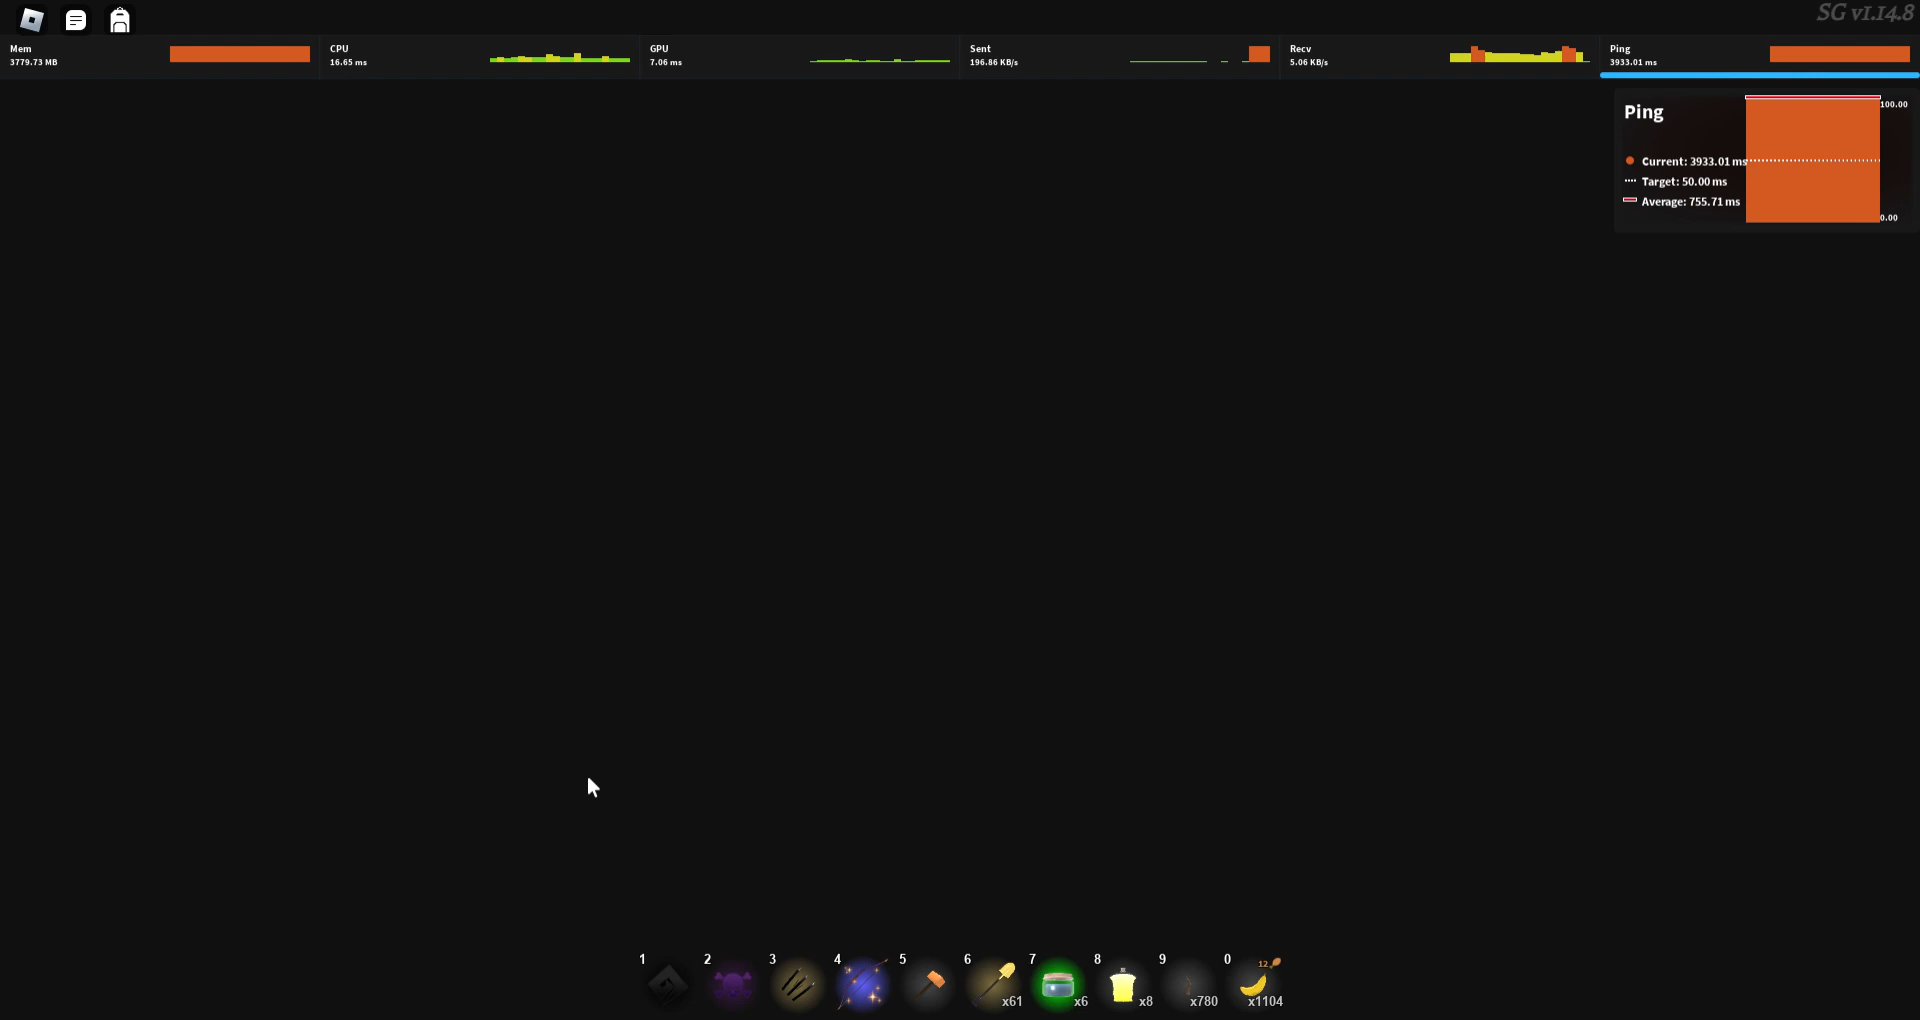 SG v1.14.8
Mem
3779.73 MB
CPU
16.65 ms
GPU
7.06 ms
Sent
196.86 KB/s
Recv
5.06 KB/s
Ping
3933.01 ms
Ping
100.00
Current: 3933.01 ms
Target: 50.00 ms
Average: 755.71 ms
0.00
1 2 3 4 5 6 7 8 9 0
12
x61 x6 x8 x780 x1104